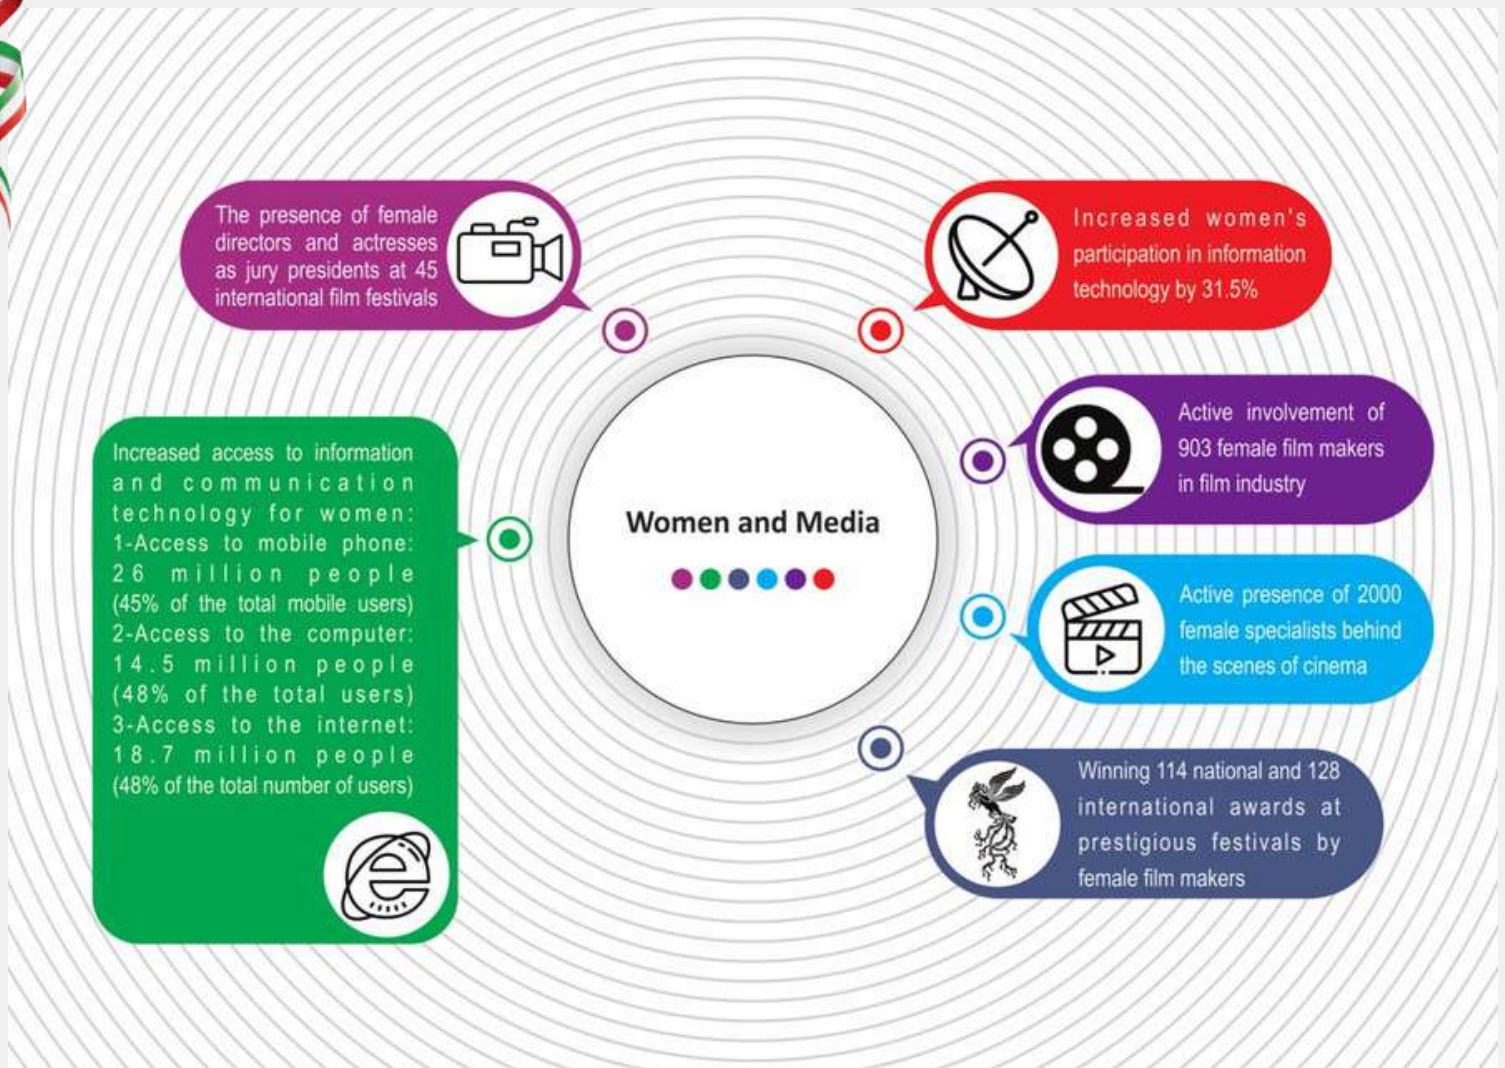 The presence of female
directors and actresses
as jury presidents at 45
international film festivals
Increased women's
participation in information
technology by 31.5%
Active involvement of
903 female film makers
in film industry
Increased access to information
and communication
technology for women:
1-Access to mobile phone:
26 million people
(45% of the total mobile users)
2-Access to the computer:
14.5 million people
(48% of the total users)
3-Access to the internet:
18.7 million people
(48% of the total number of users)
Women and Media
Active presence of 2000
female specialists behind
the scenes of cinema
Winning 114 national and 128
international awards at
prestigious festivals by
female film makers